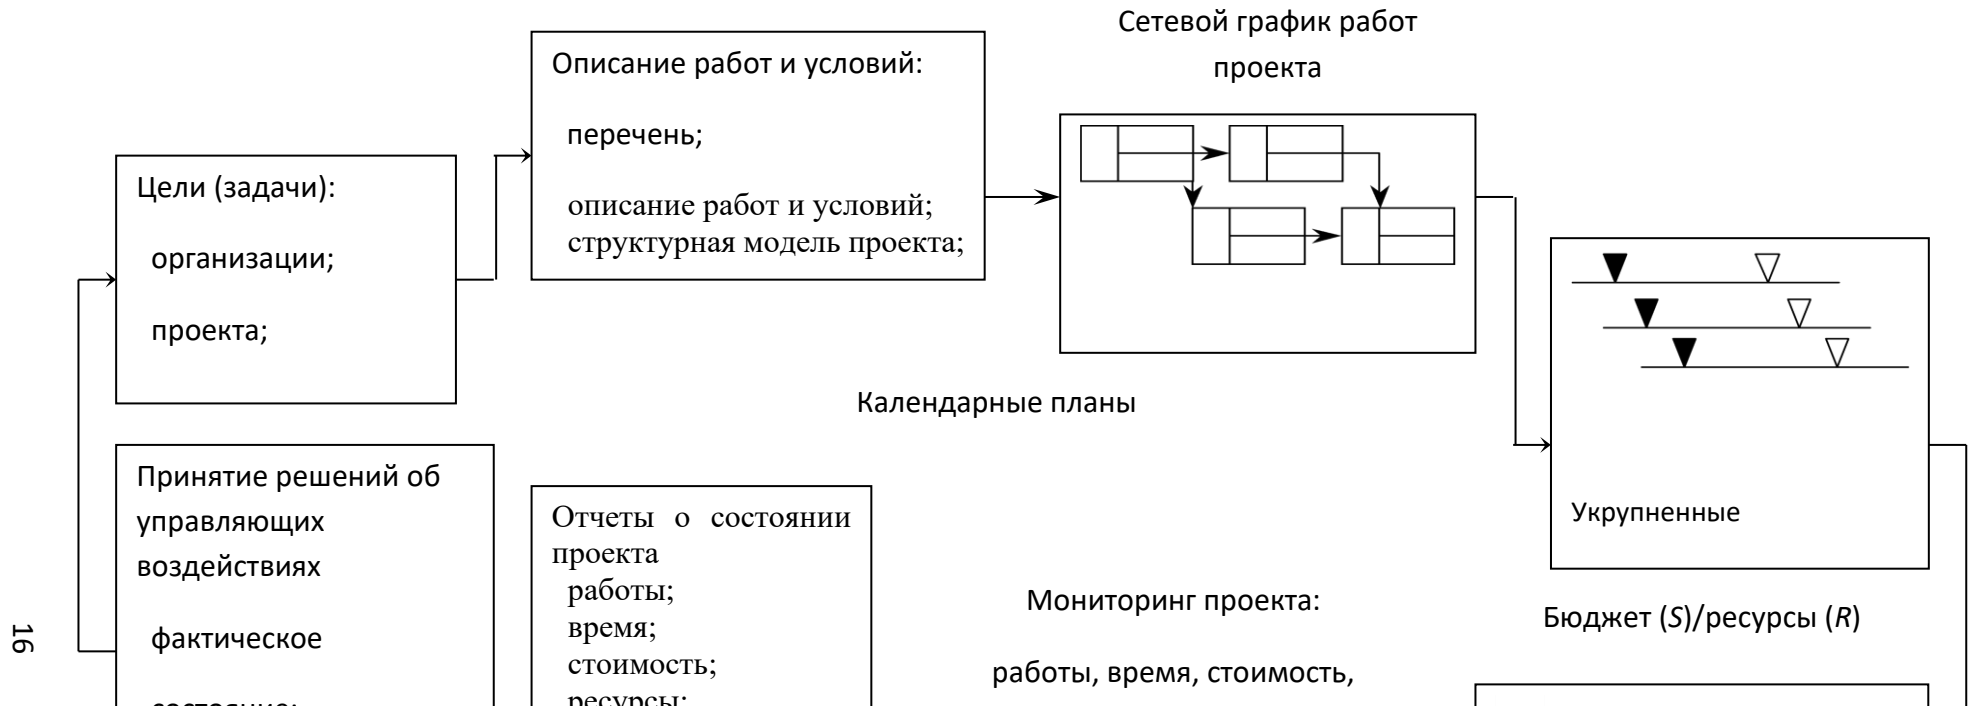 Сетевой график работ
проекта
Описание работ и условий:
перечень;
описание работ и условий;
структурная модель проекта;
Цели (задачи):
организации;
проекта;
Календарные планы
Укрупненные
Принятие решений об
управляющих
воздействиях
фактическое
состояние;
Отчеты о состоянии
проекта
работы;
время;
стоимость;
ресурсы;
Мониторинг проекта:
работы, время, стоимость,
Бюджет (S)/ресурсы (R)
16